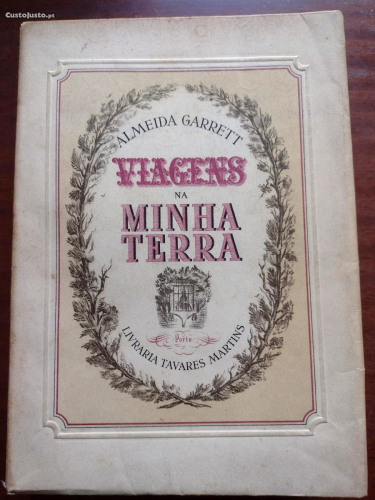 CustoJusto.pt
ALMEIDA GARRETT
VIAGENS
NA
MINHA
TERRA
Porto
LIVRARIA TAVARES MARTINS